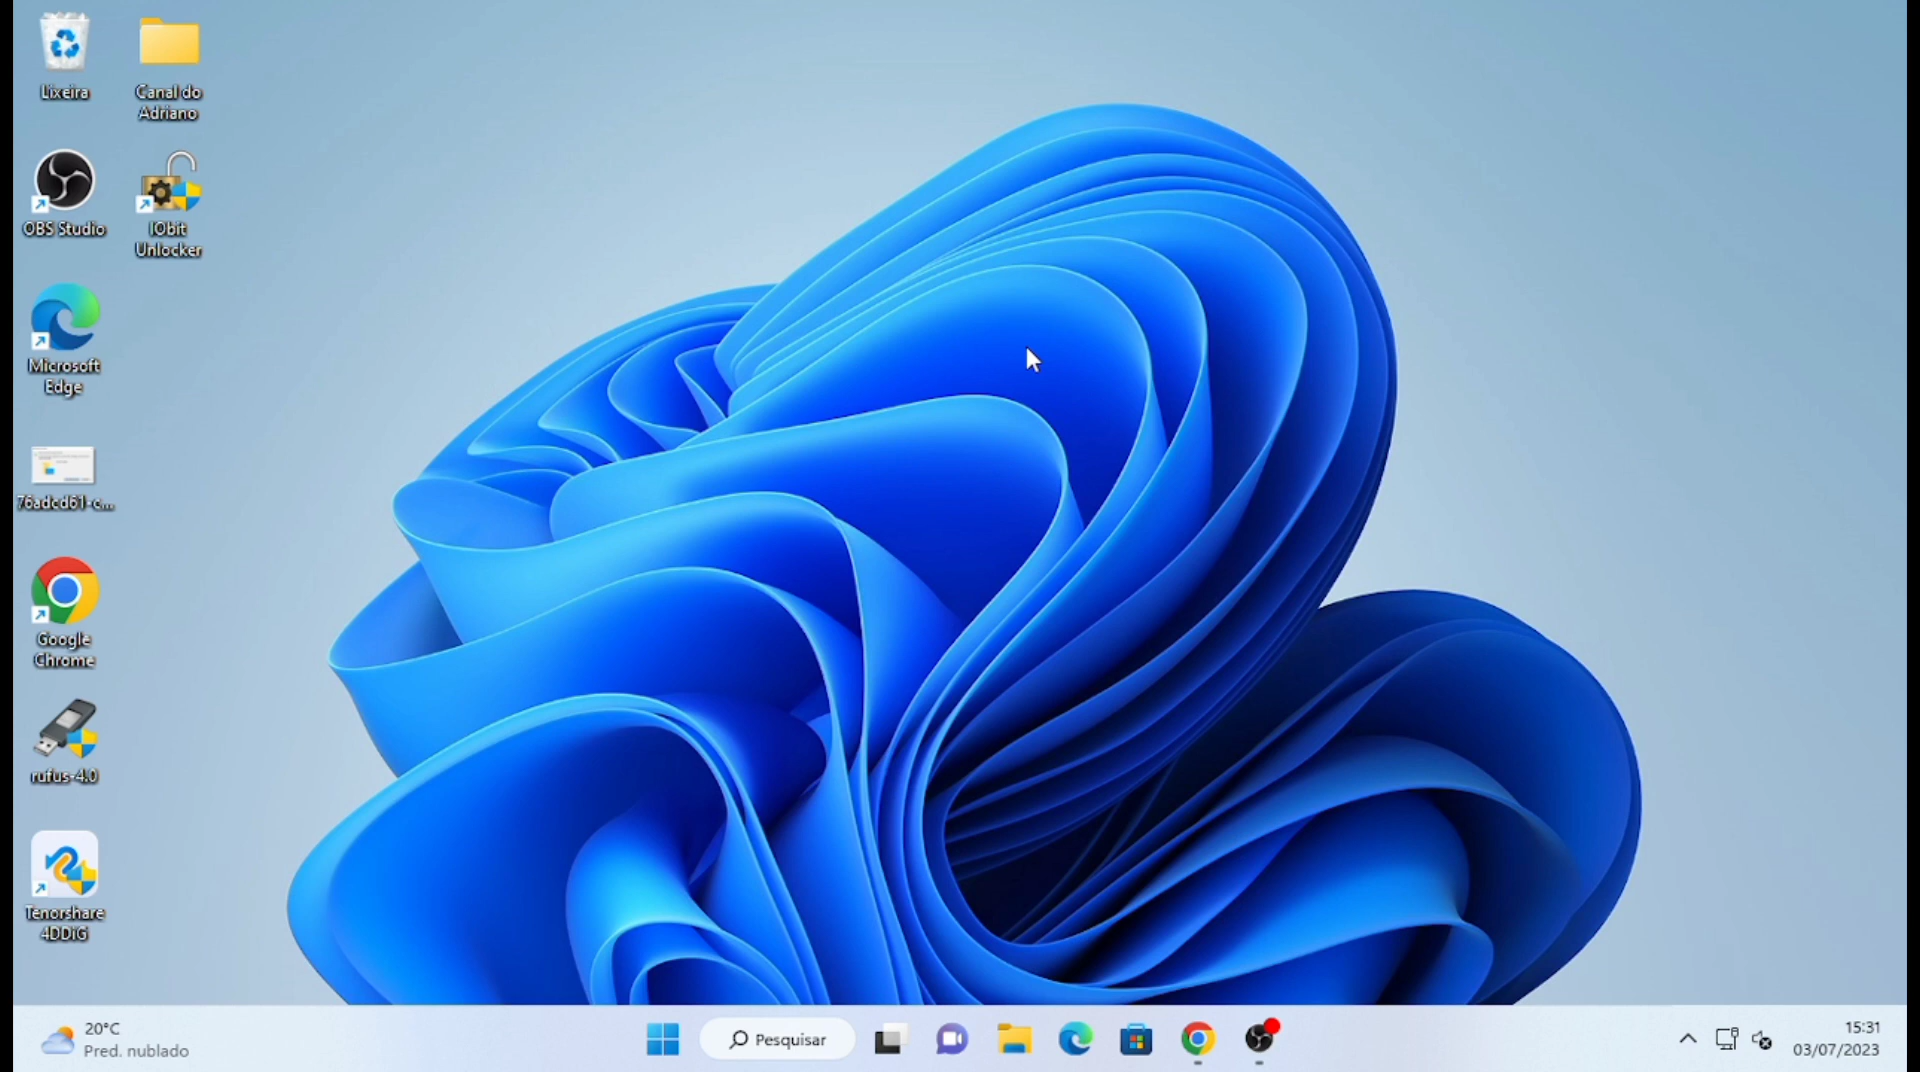 Lixeira
Canal do
Adriano
OBS Studio
IObit
Unlocker
Microsoft
Edge
76adcd61-c...
Google
Chrome
rufus-4.0
Tenorshare
4DDiG
20°C
Pred. nublado
Pesquisar
15:31
03/07/2023